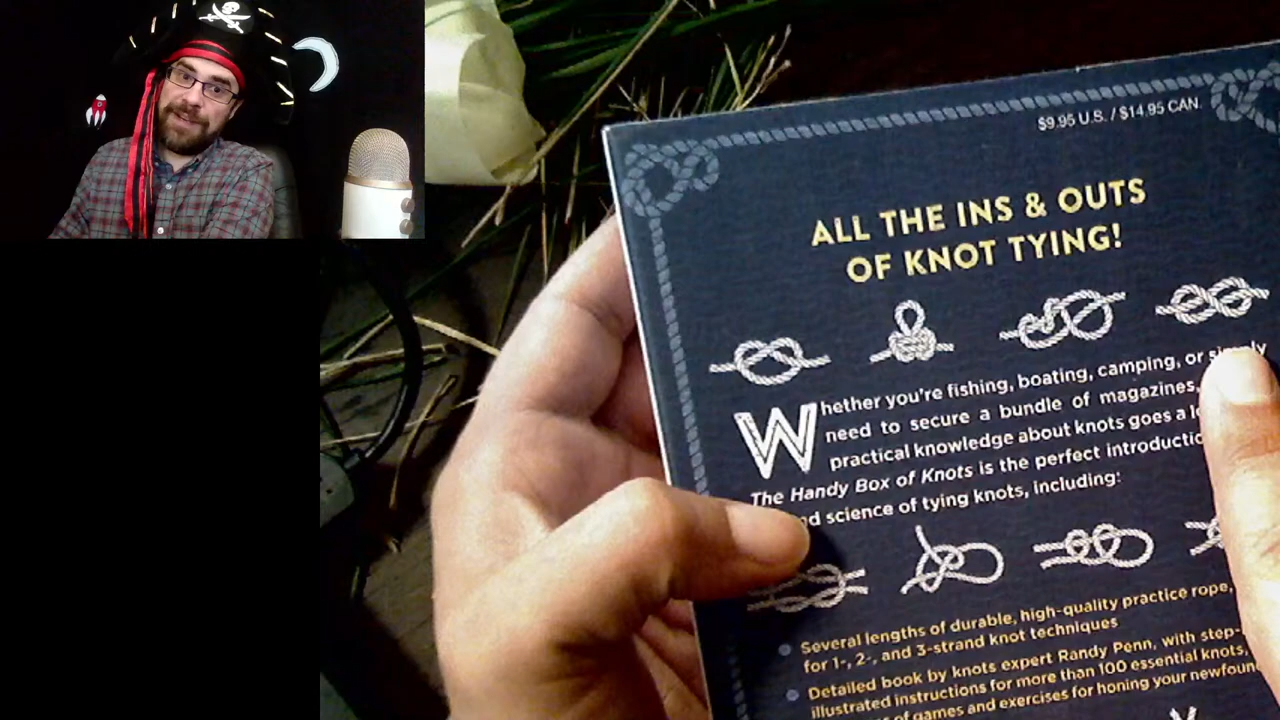 $9.95 U.S. / $14.95 CAN.
ALL THE INS & OUTS
OF KNOT TYING!
Whether you're fishing, boating, camping, or simply
need to secure a bundle of magazines,
practical knowledge about knots goes a
The Handy Box of Knots is the perfect
science of tying knots, including:
Several lengths of durable, high-quality practice rope,
for 1-, 2-, and 3-strand knot techniques
Detailed book by knots expert Randy Penn, with step-
illustrated instructions for more than 100 essential knots,
of games and exercises for honing your